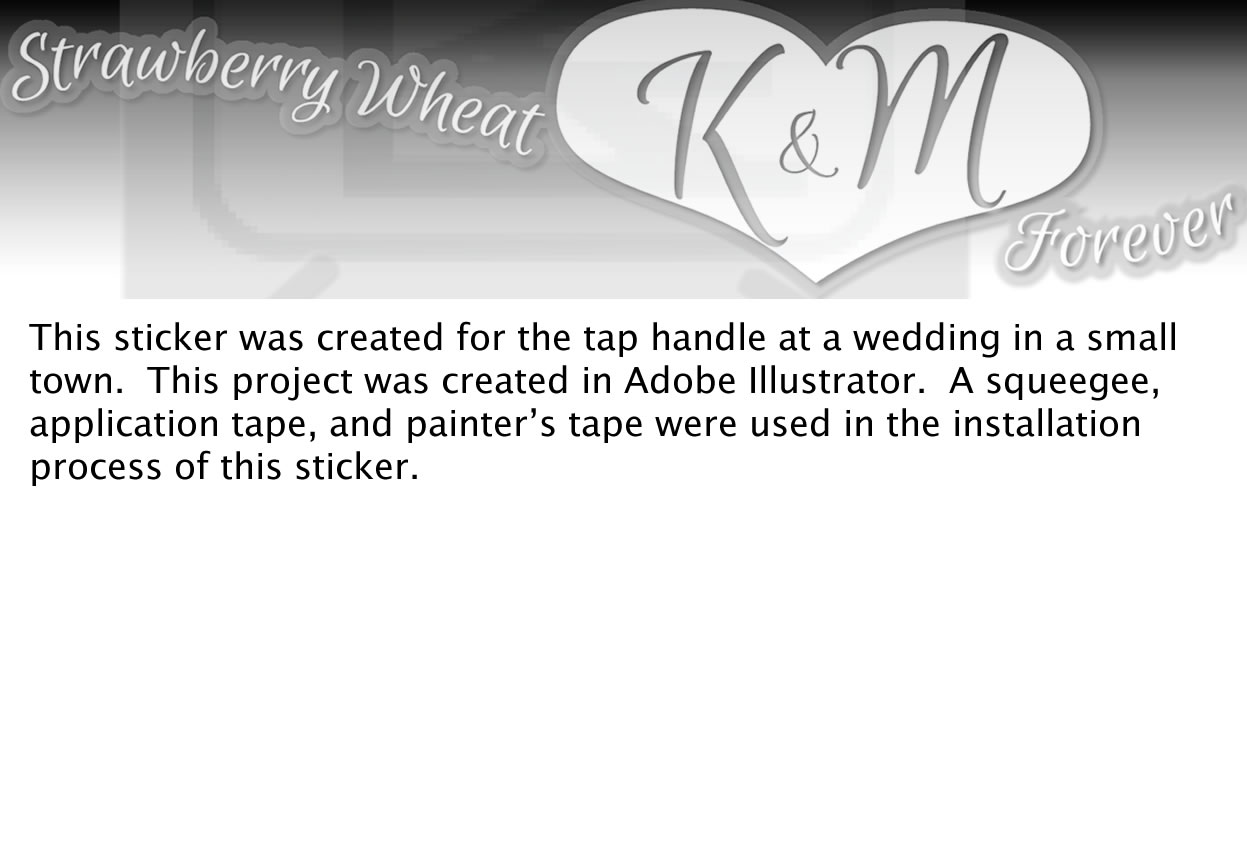 Strawberry Wheat
K & M
Forever
This sticker was created for the tap handle at a wedding in a small
town.  This project was created in Adobe Illustrator.  A squeegee,
application tape, and painter’s tape were used in the installation
process of this sticker.